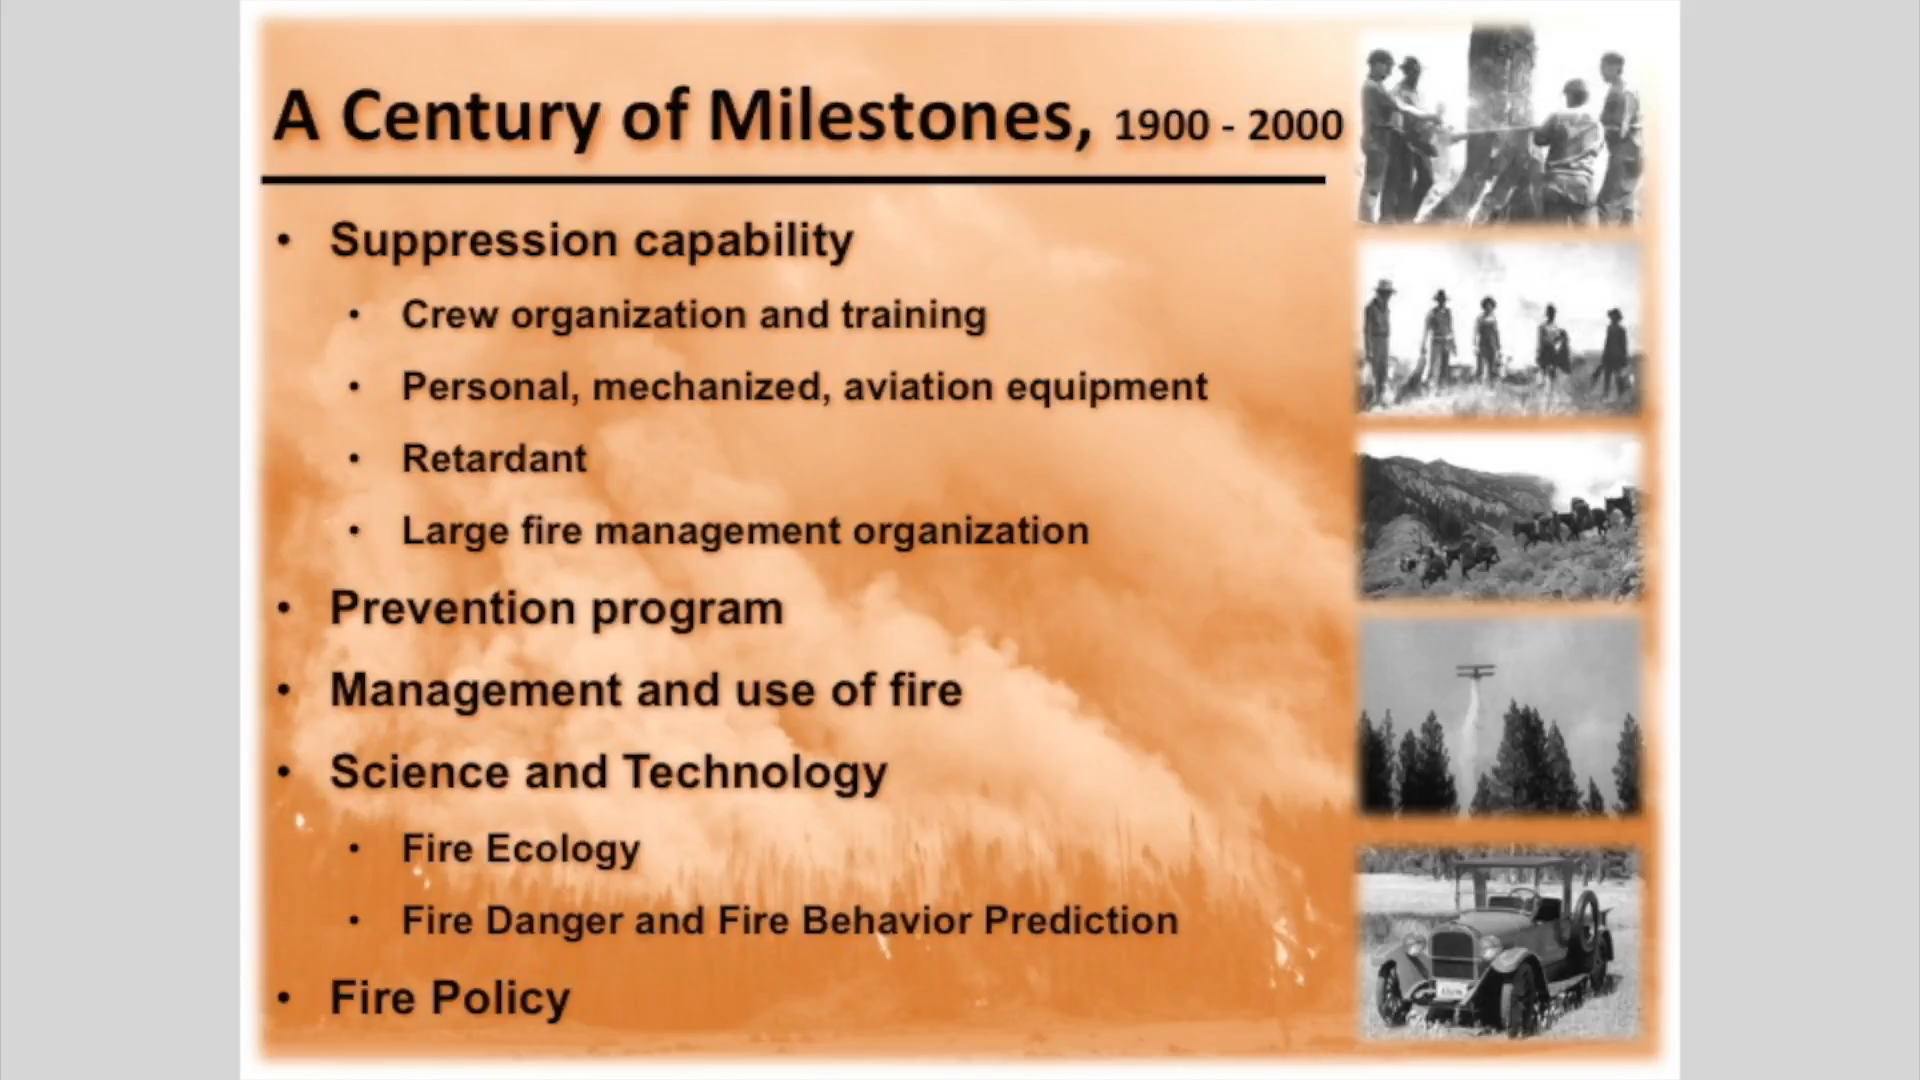 A Century of Milestones, 1900 - 2000
• Suppression capability
• Crew organization and training
• Personal, mechanized, aviation equipment
• Retardant
• Large fire management organization
• Prevention program
• Management and use of fire
• Science and Technology
• Fire Ecology
• Fire Danger and Fire Behavior Prediction
• Fire Policy